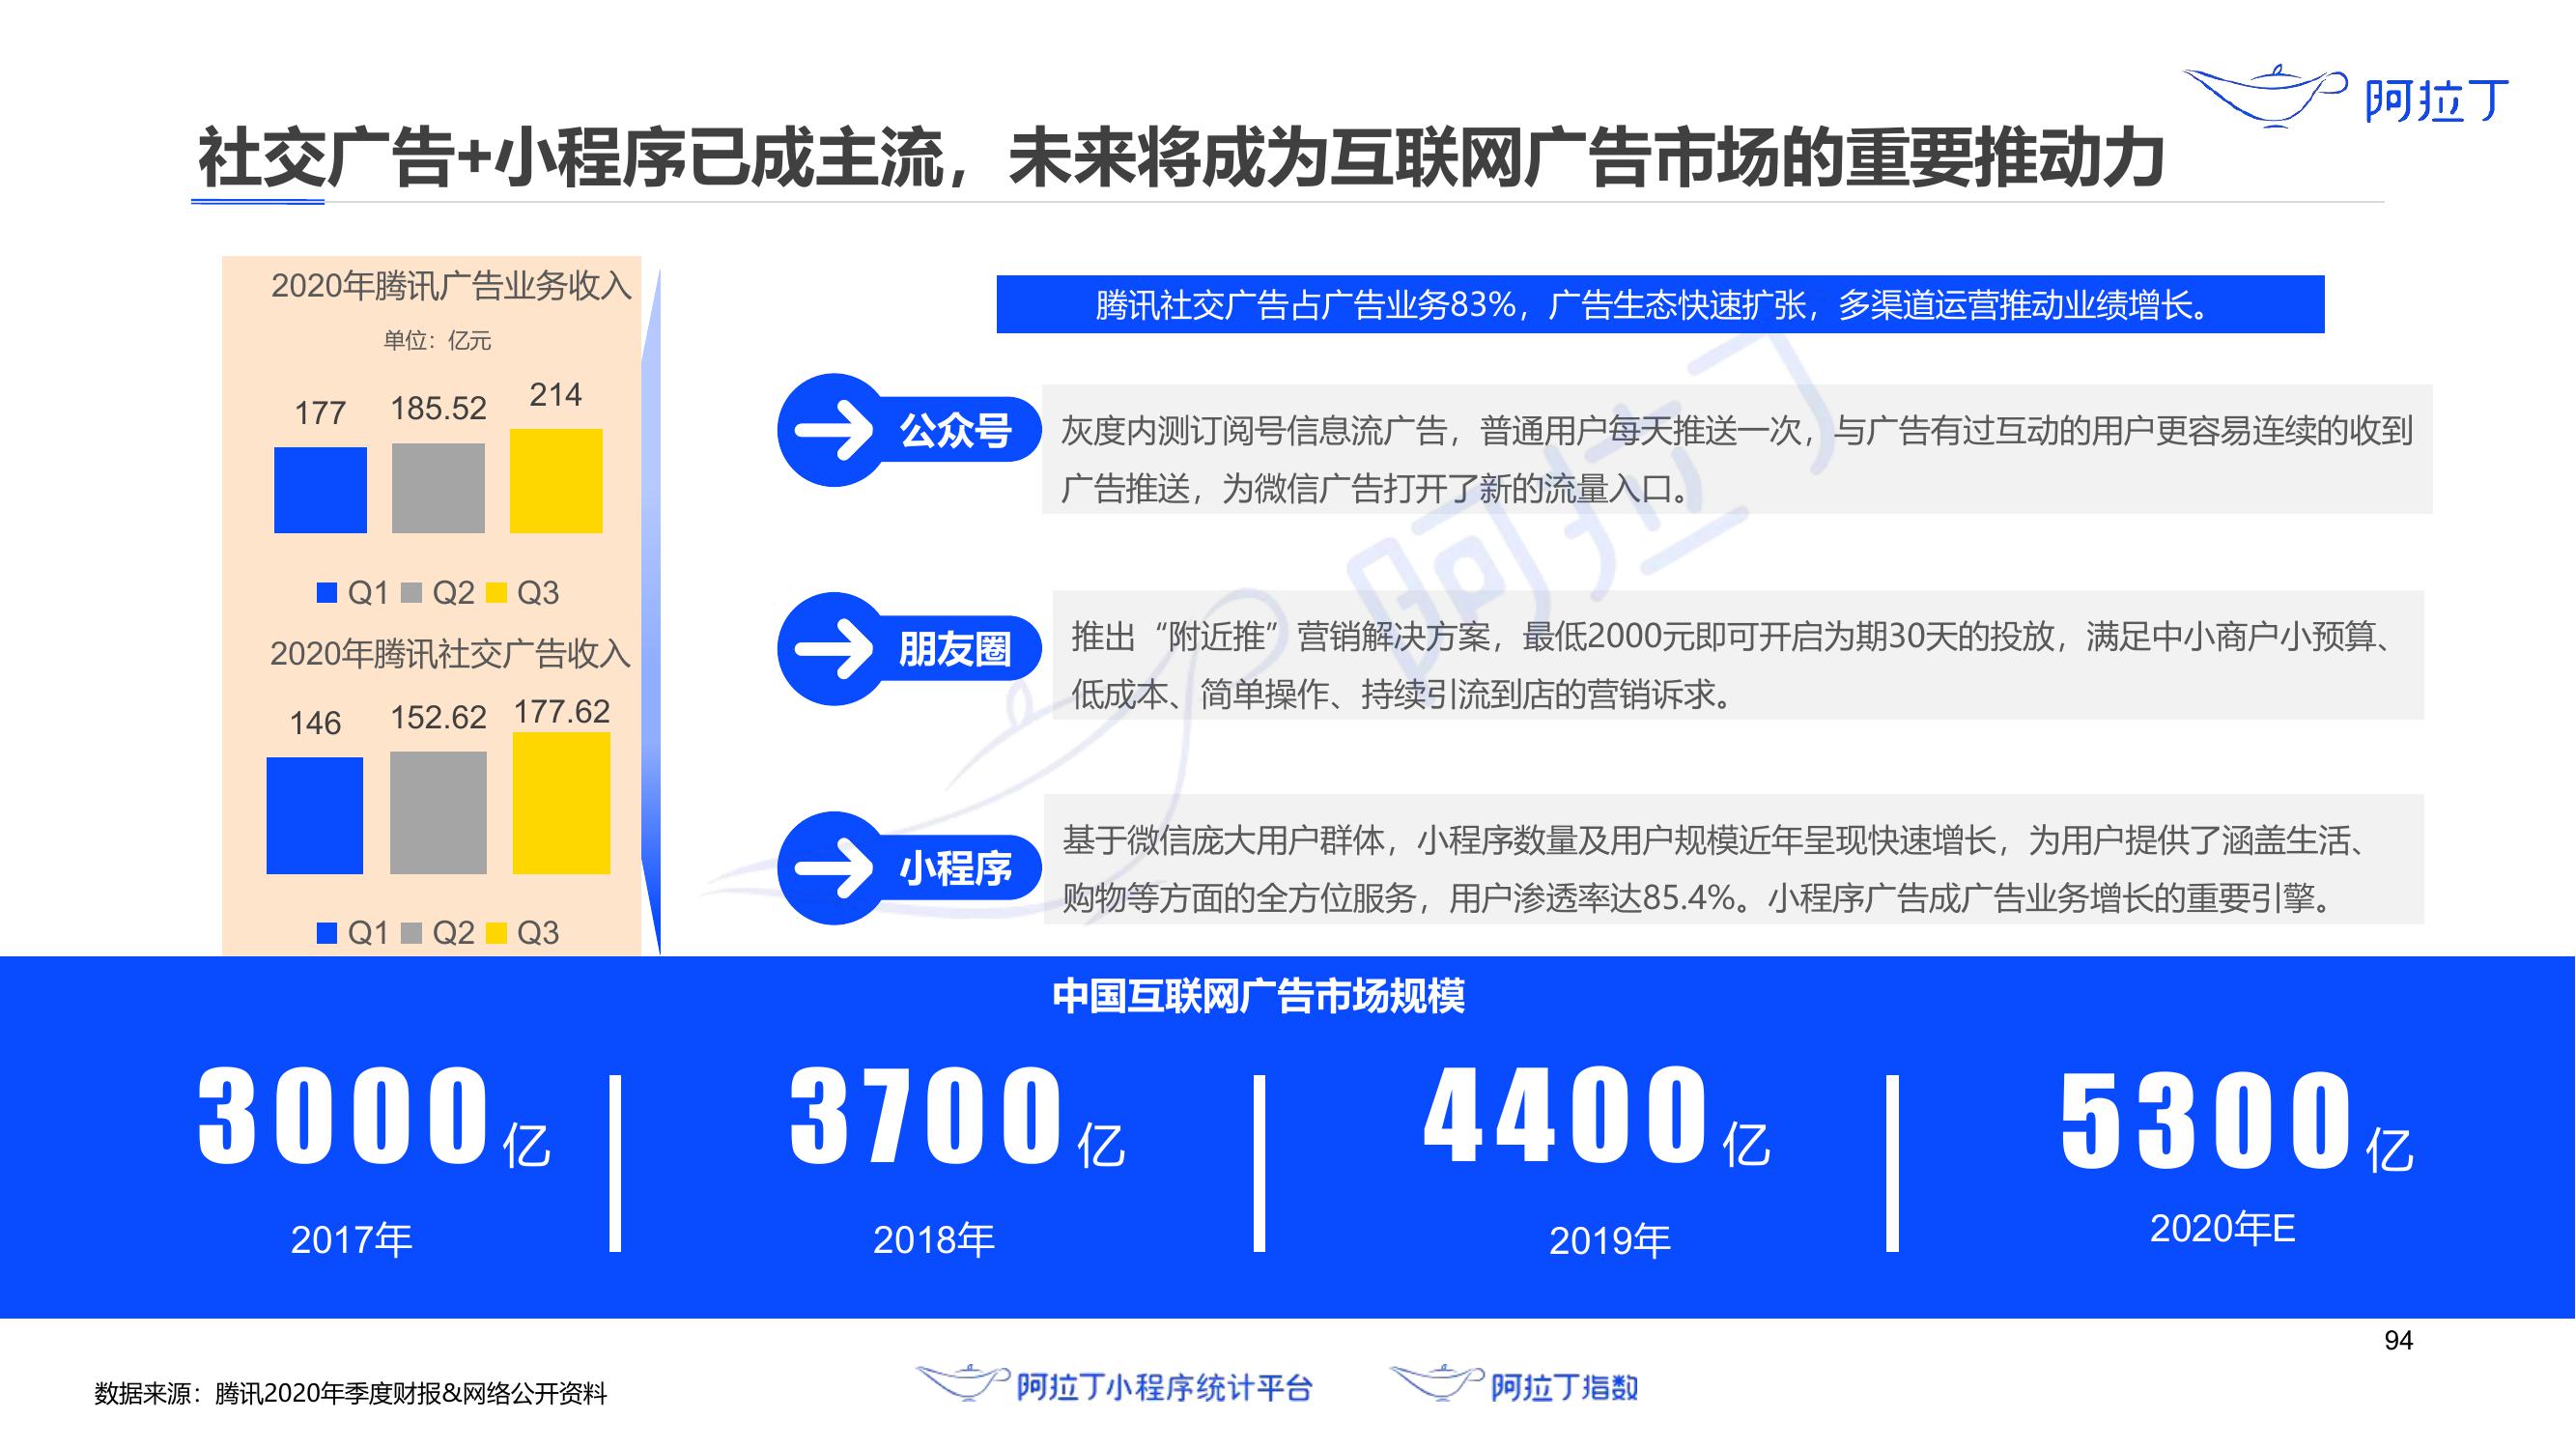 阿拉丁
社交广告+小程序已成主流，未来将成为互联网广告市场的重要推动力
2020年腾讯广告业务收入
单位：亿元
177
185.52
214
Q1 Q2 Q3
2020年腾讯社交广告收入
146
152.62
177.62
Q1 Q2 Q3
腾讯社交广告占广告业务83%，广告生态快速扩张，多渠道运营推动业绩增长。
公众号
灰度内测订阅号信息流广告，普通用户每天推送一次，与广告有过互动的用户更容易连续的收到
广告推送，为微信广告打开了新的流量入口。
朋友圈
推出“附近推”营销解决方案，最低2000元即可开启为期30天的投放，满足中小商户小预算、
低成本、简单操作、持续引流到店的营销诉求。
小程序
基于微信庞大用户群体，小程序数量及用户规模近年呈现快速增长，为用户提供了涵盖生活、
购物等方面的全方位服务，用户渗透率达85.4%。小程序广告成广告业务增长的重要引擎。
阿拉丁
中国互联网广告市场规模
3000亿
2017年
3700亿
2018年
4400亿
2019年
5300亿
2020年E
94
数据来源：腾讯2020年季度财报&网络公开资料
阿拉丁小程序统计平台
阿拉丁指数